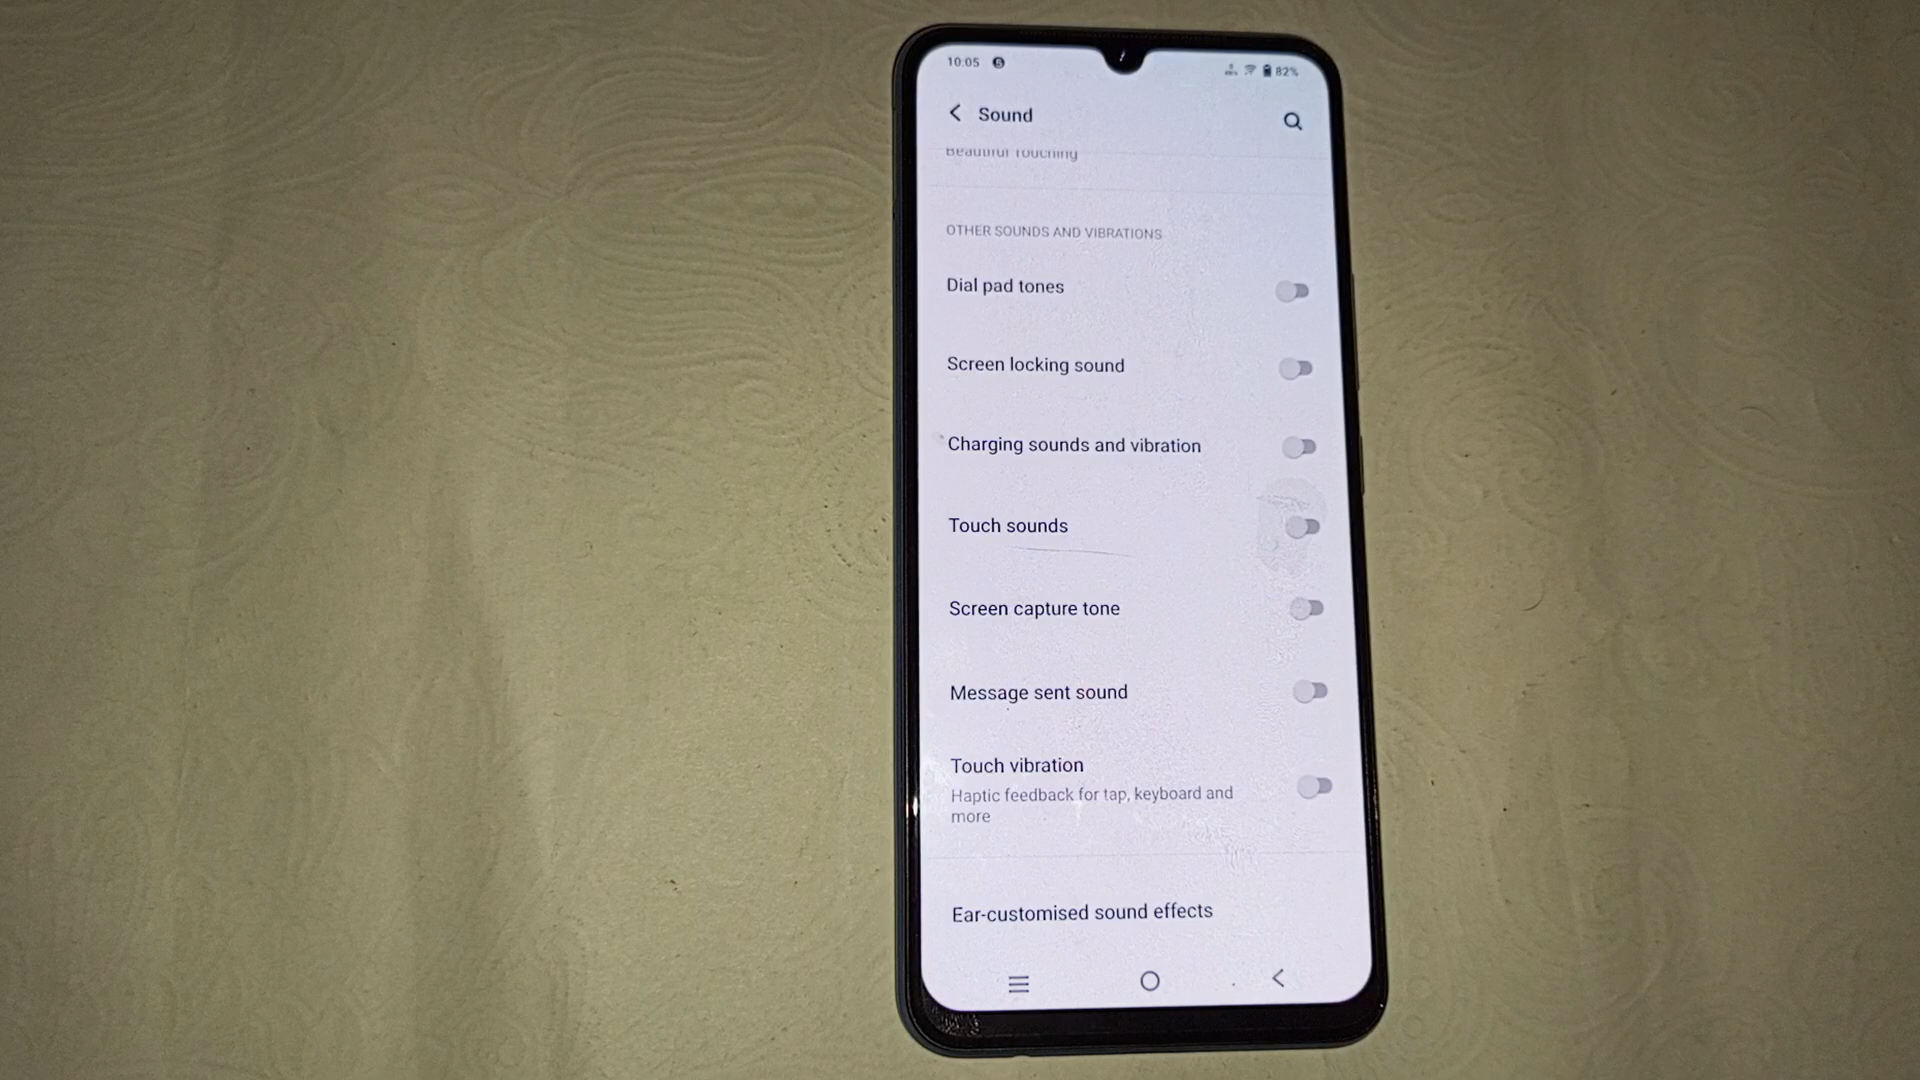 10:05
82%
Sound
Beautiful Touching
OTHER SOUNDS AND VIBRATIONS
Dial pad tones
Screen locking sound
Charging sounds and vibration
Touch sounds
Screen capture tone
Message sent sound
Touch vibration
Haptic feedback for tap, keyboard and
more
Ear-customised sound effects